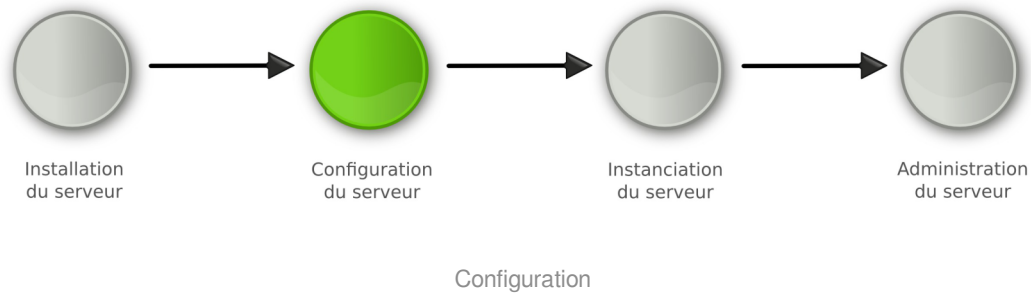 Installation
du serveur
Configuration
du serveur
Instanciation
du serveur
Administration
du serveur
Configuration